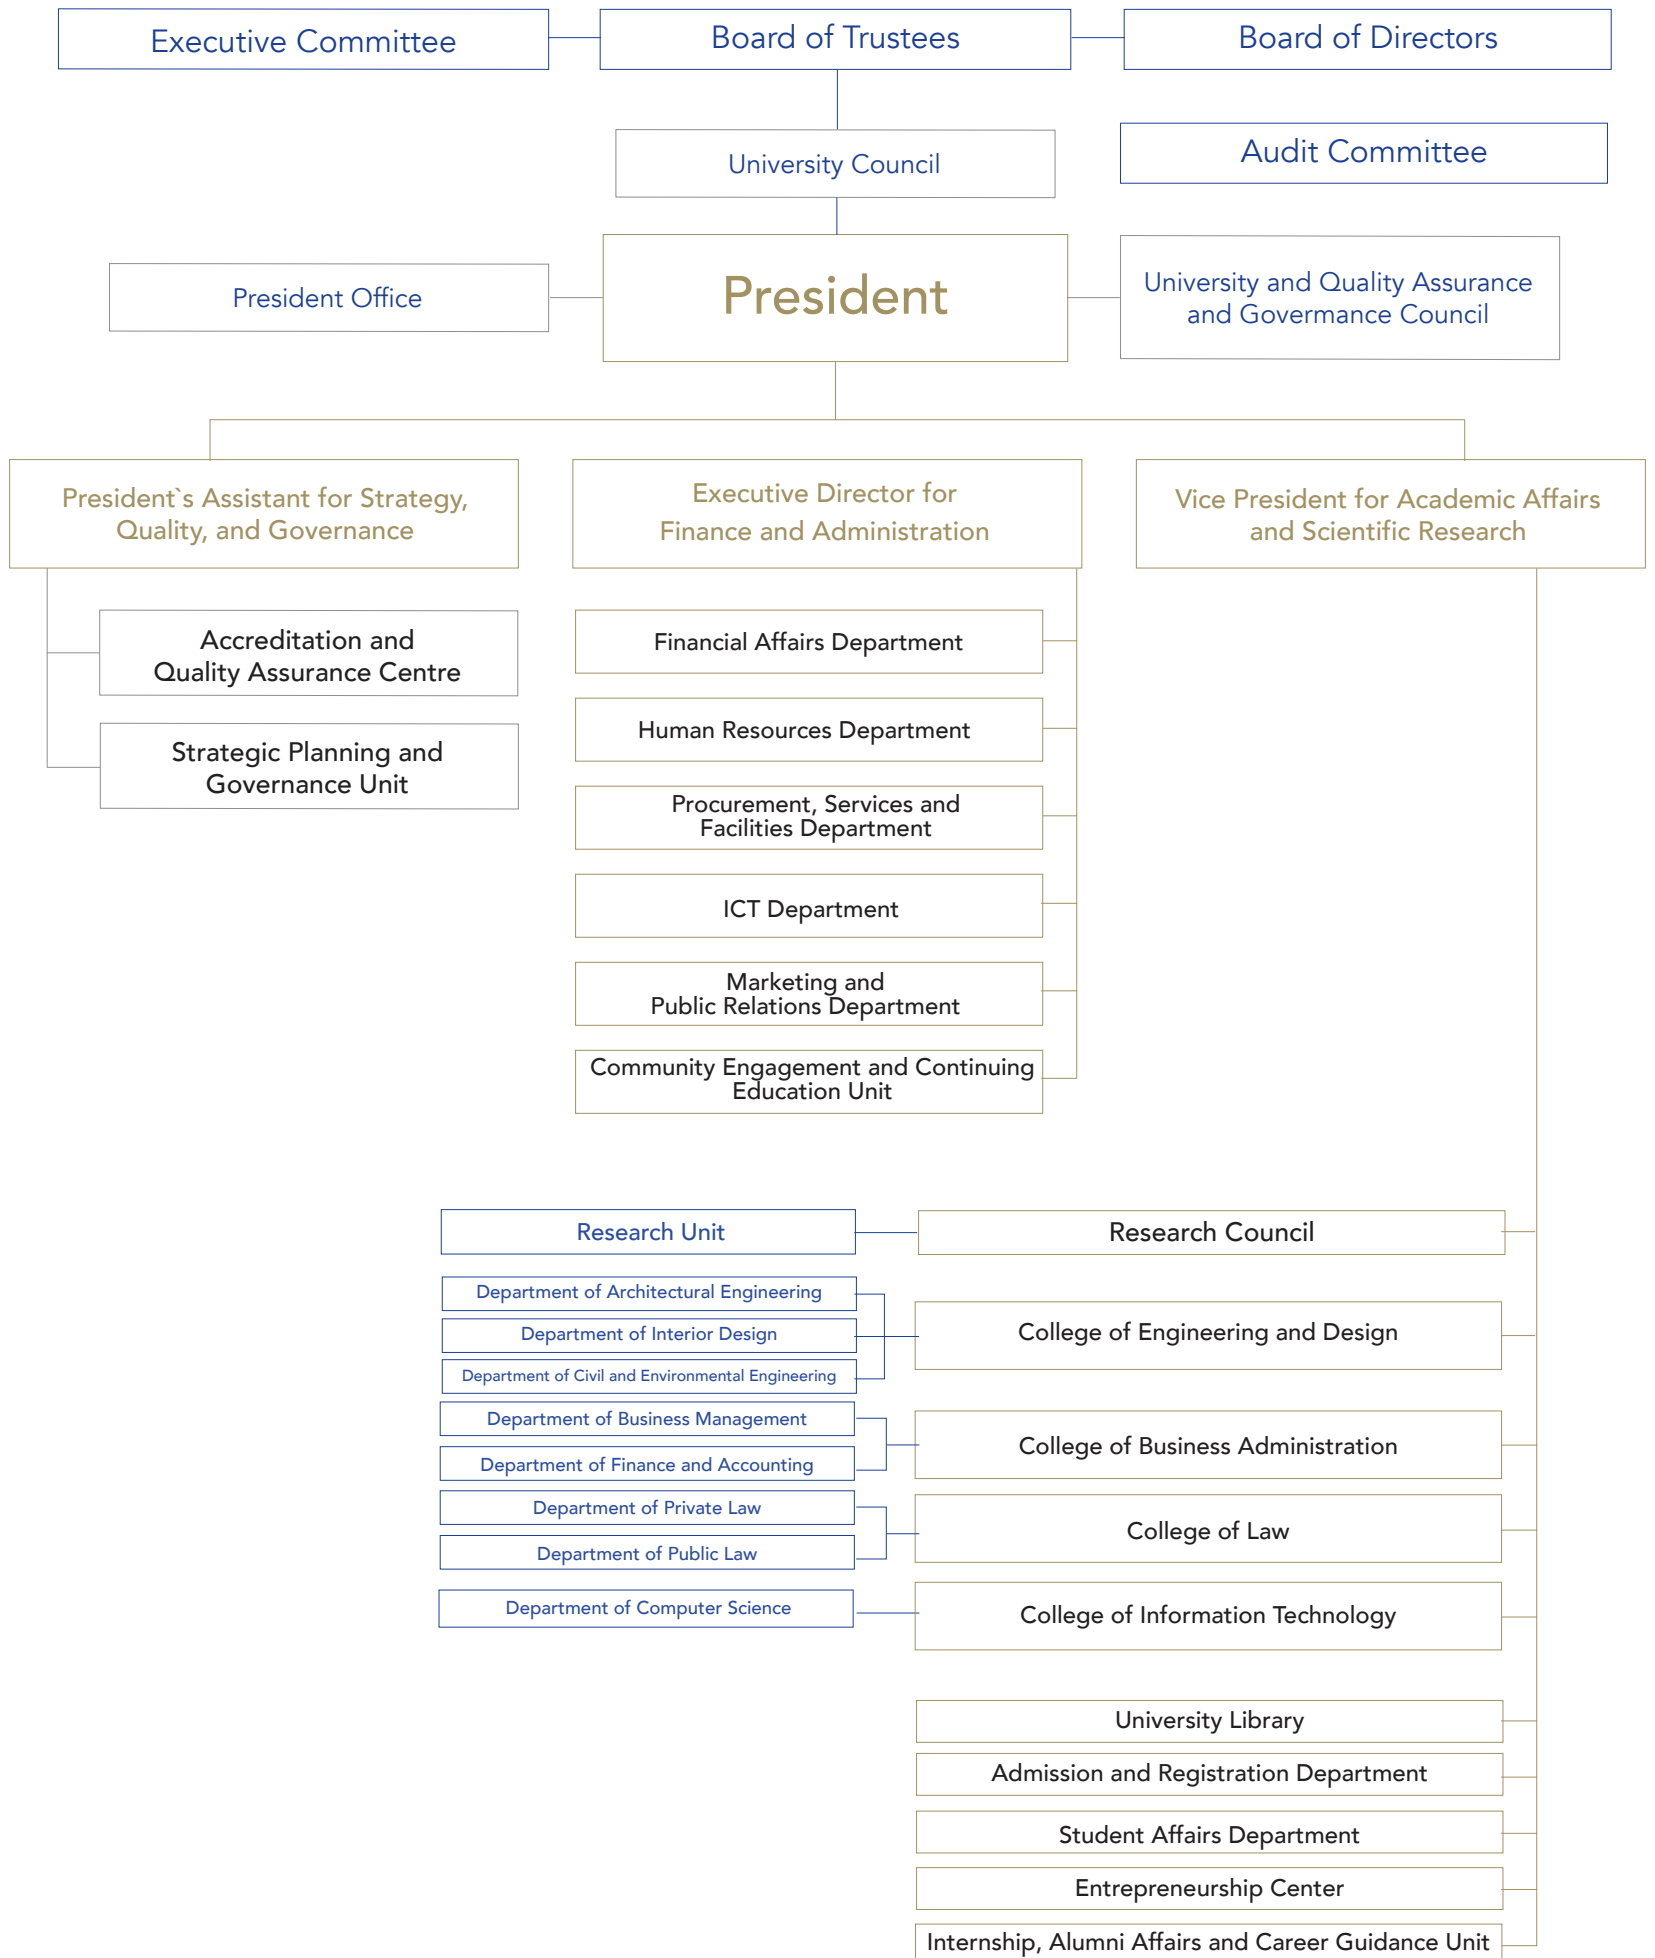 Executive Committee
Board of Trustees
Board of Directors
University Council
Audit Committee
President Office
President
University and Quality Assurance
and Govermance Council
President`s Assistant for Strategy,
Quality, and Governance
Executive Director for
Finance and Administration
Vice President for Academic Affairs
and Scientific Research
Accreditation and
Quality Assurance Centre
Strategic Planning and
Governance Unit
Financial Affairs Department
Human Resources Department
Procurement, Services and
Facilities Department
ICT Department
Marketing and
Public Relations Department
Community Engagement and Continuing
Education Unit
Research Unit
Research Council
Department of Architectural Engineering
Department of Interior Design
Department of Civil and Environmental Engineering
College of Engineering and Design
Department of Business Management
Department of Finance and Accounting
College of Business Administration
Department of Private Law
Department of Public Law
College of Law
Department of Computer Science
College of Information Technology
University Library
Admission and Registration Department
Student Affairs Department
Entrepreneurship Center
Internship, Alumni Affairs and Career Guidance Unit